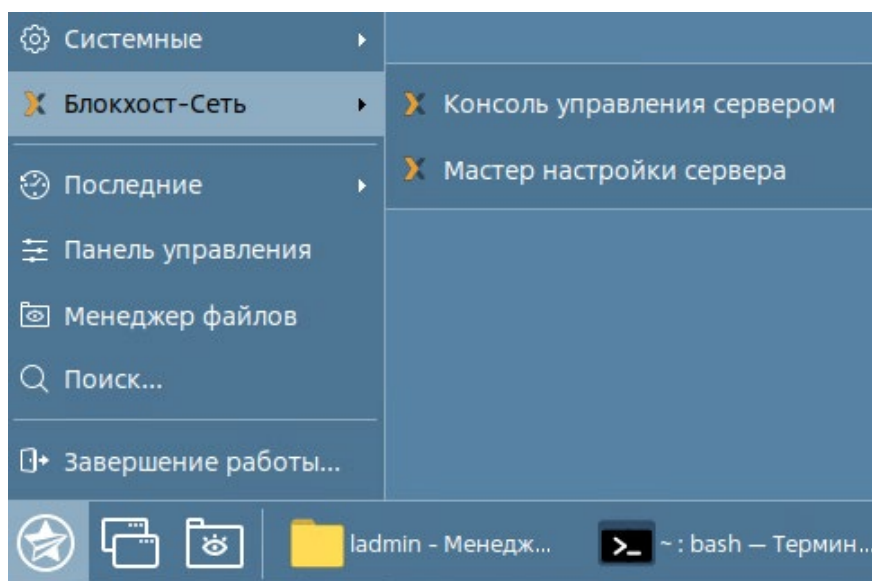 Системные
Блокхост-Сеть
Консоль управления сервером
Мастер настройки сервера
Последние
Панель управления
Менеджер файлов
Поиск...
Завершение работы...
ladmin - Менедж...
~ : bash — Термин...